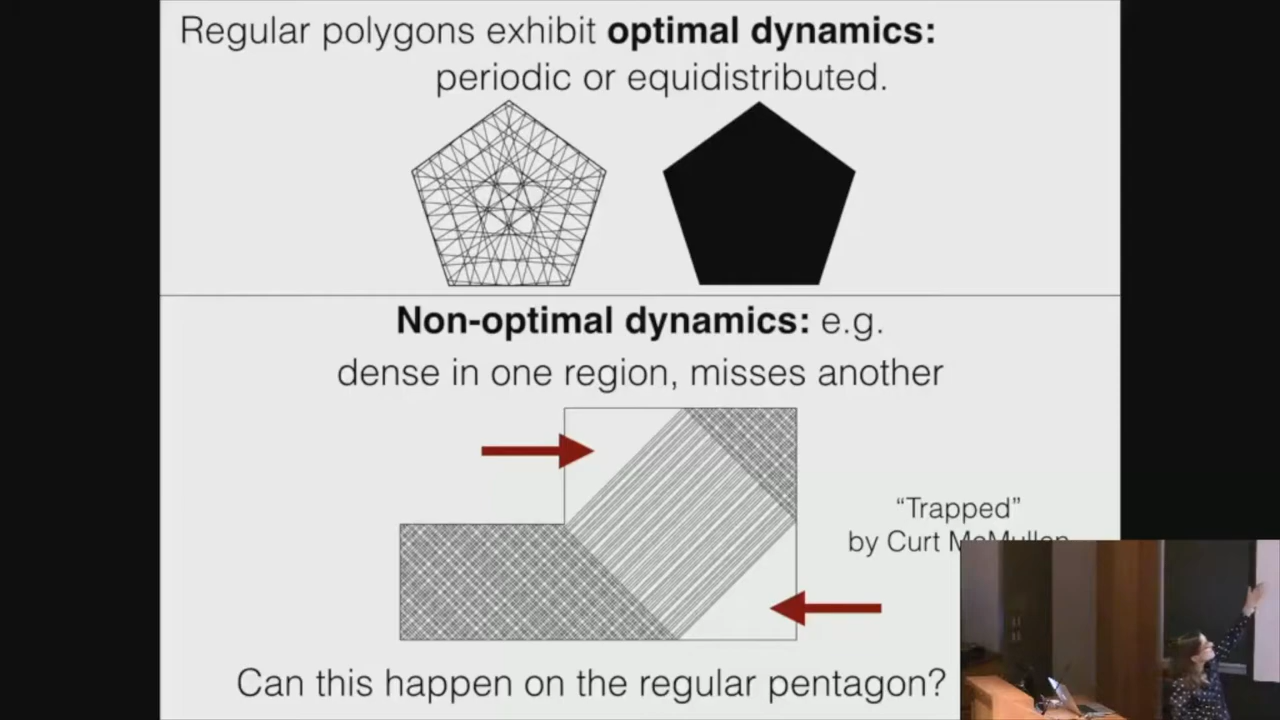 Regular polygons exhibit optimal dynamics:
periodic or equidistributed.
Non-optimal dynamics: e.g.
dense in one region, misses another
“Trapped”
by Curt McMullen
Can this happen on the regular pentagon?